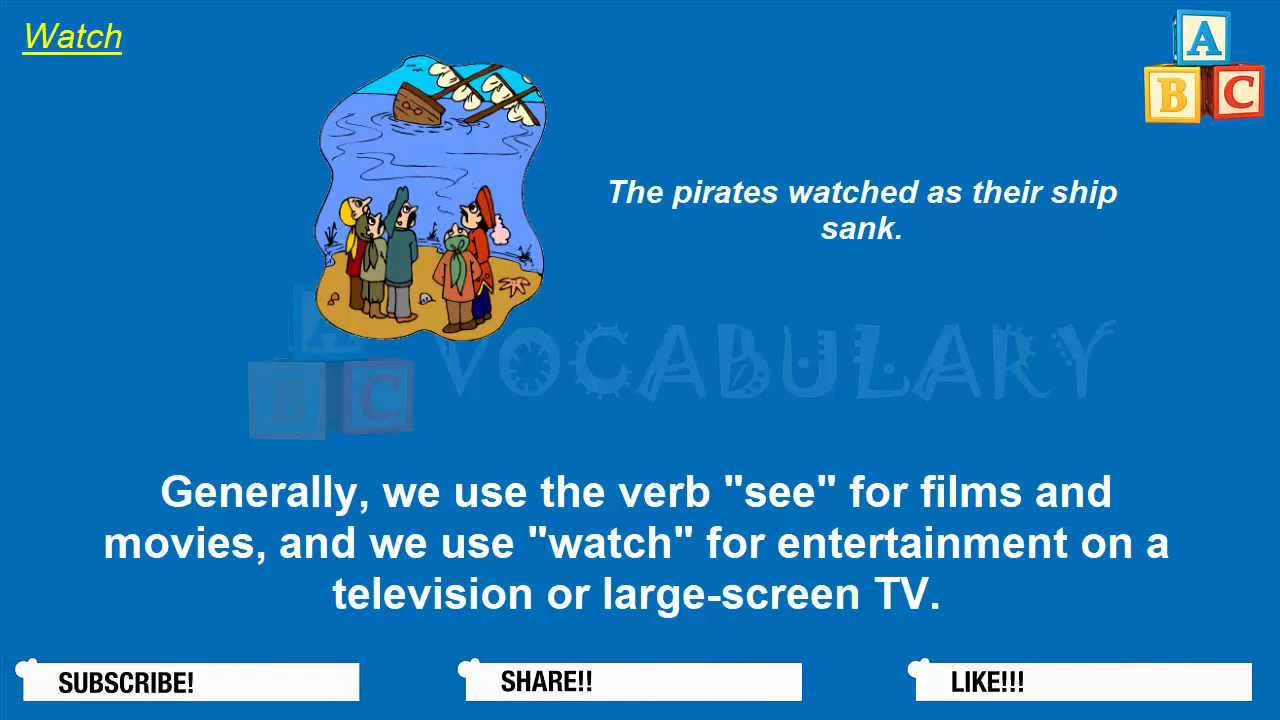 Watch
A
B
C
The pirates watched as their ship
sank.
A
B
C
VOCABULARY
Generally, we use the verb "see" for films and
movies, and we use "watch" for entertainment on a
television or large-screen TV.
SUBSCRIBE!
SHARE!!
LIKE!!!